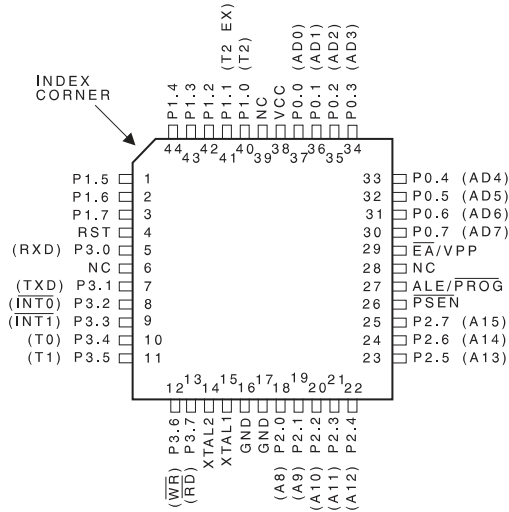 INDEX
CORNER
P1.4
P1.3
P1.2
P1.1 (T2 EX)
P1.0 (T2)
NC
VCC
P0.0 (AD0)
P0.1 (AD1)
P0.2 (AD2)
P0.3 (AD3)
44
43
42
41
40
39
38
37
36
35
34
P1.5 1
P1.6 2
P1.7 3
RST 4
(RXD) P3.0 5
NC 6
(TXD) P3.1 7
(INT0) P3.2 8
(INT1) P3.3 9
(T0) P3.4 10
(T1) P3.5 11
33 P0.4 (AD4)
32 P0.5 (AD5)
31 P0.6 (AD6)
30 P0.7 (AD7)
29 EA/VPP
28 NC
27 ALE/PROG
26 PSEN
25 P2.7 (A15)
24 P2.6 (A14)
23 P2.5 (A13)
12
13
14
15
16
17
18
19
20
21
22
(WR) P3.6
(RD) P3.7
XTAL2
XTAL1
GND
GND
(A8) P2.0
(A9) P2.1
(A10) P2.2
(A11) P2.3
(A12) P2.4